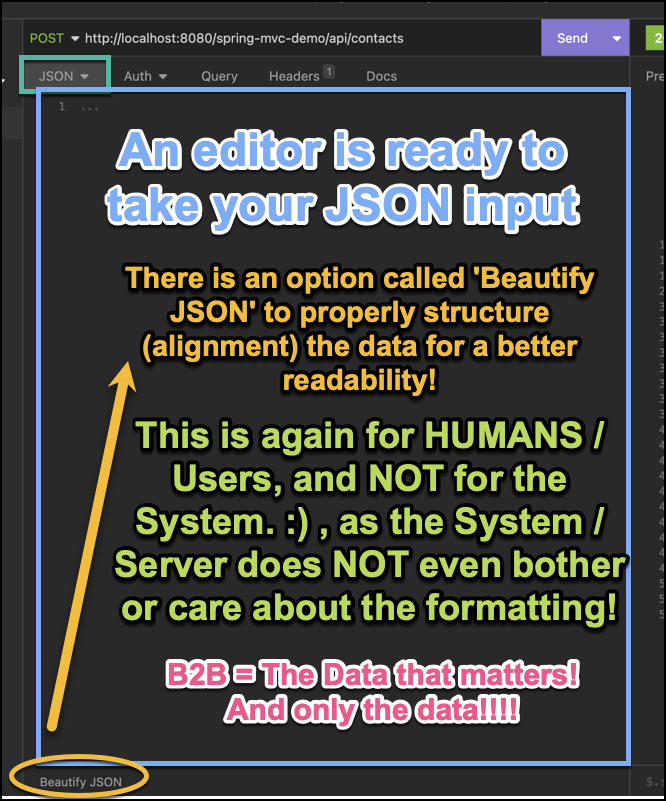 POST http://localhost:8080/spring-mvc-demo/api/contacts Send 2
JSON Auth Query Headers 1 Docs Pre
1 ...
An editor is ready to
take your JSON input
There is an option called 'Beautify
JSON' to properly structure
(alignment) the data for a better
readability!
This is again for HUMANS /
Users, and NOT for the
System. :) , as the System /
Server does NOT even bother
or care about the formatting!
B2B = The Data that matters!
And only the data!!!!
Beautify JSON